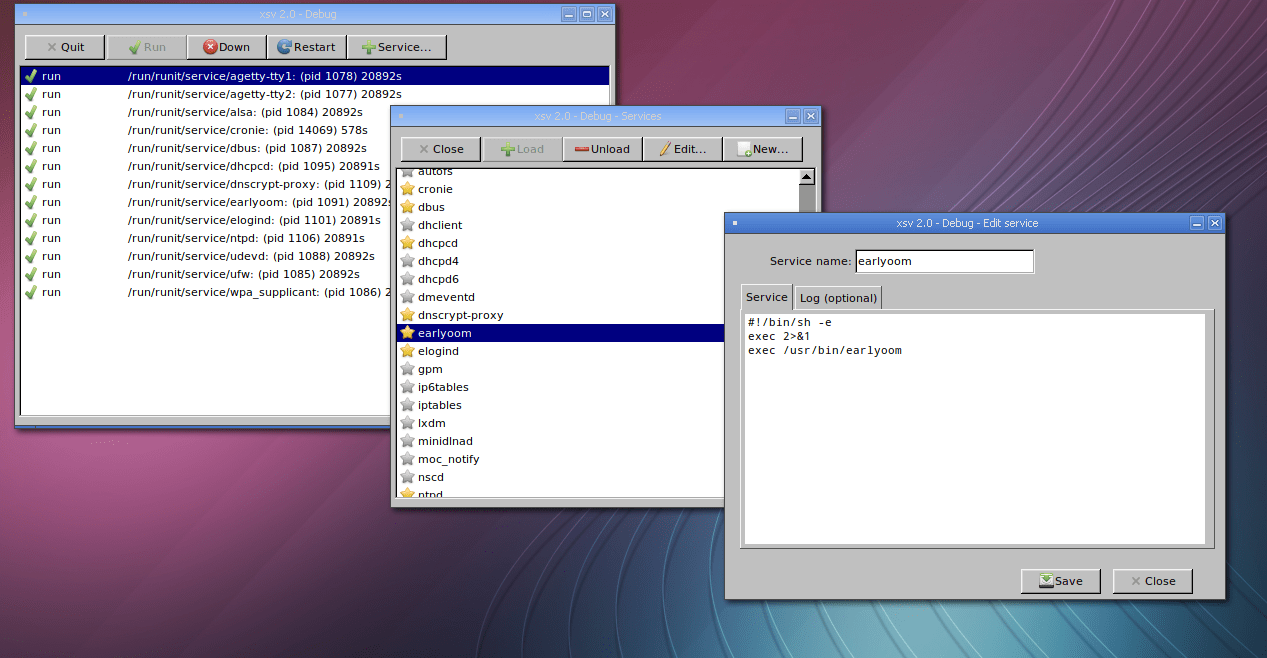 xsv 2.0 - Debug
Quit Run Down Restart Service...
run /run/runit/service/agetty-tty1: (pid 1078) 20892s
run /run/runit/service/agetty-tty2: (pid 1077) 20892s
run /run/runit/service/alsa: (pid 1084) 20892s
run /run/runit/service/cronie: (pid 14069) 578s
run /run/runit/service/dbus: (pid 1087) 20892s
run /run/runit/service/dhcpcd: (pid 1095) 20891s
run /run/runit/service/dnscrypt-proxy: (pid 1109) 2
run /run/runit/service/earlyoom: (pid 1091) 20892s
run /run/runit/service/elogind: (pid 1101) 20891s
run /run/runit/service/ntpd: (pid 1106) 20891s
run /run/runit/service/udevd: (pid 1088) 20892s
run /run/runit/service/ufw: (pid 1085) 20892s
run /run/runit/service/wpa_supplicant: (pid 1086) 2
xsv 2.0 - Debug - Services
Close Load Unload Edit... New...
autofs
cronie
dbus
dhclient
dhcpcd
dhcpd4
dhcpd6
dmeventd
dnscrypt-proxy
earlyoom
elogind
gpm
ip6tables
iptables
lxdm
minidlnad
moc_notify
nscd
ntpd
xsv 2.0 - Debug - Edit service
Service name: earlyoom
Service Log (optional)
#!/bin/sh -e
exec 2>&1
exec /usr/bin/earlyoom
Save Close